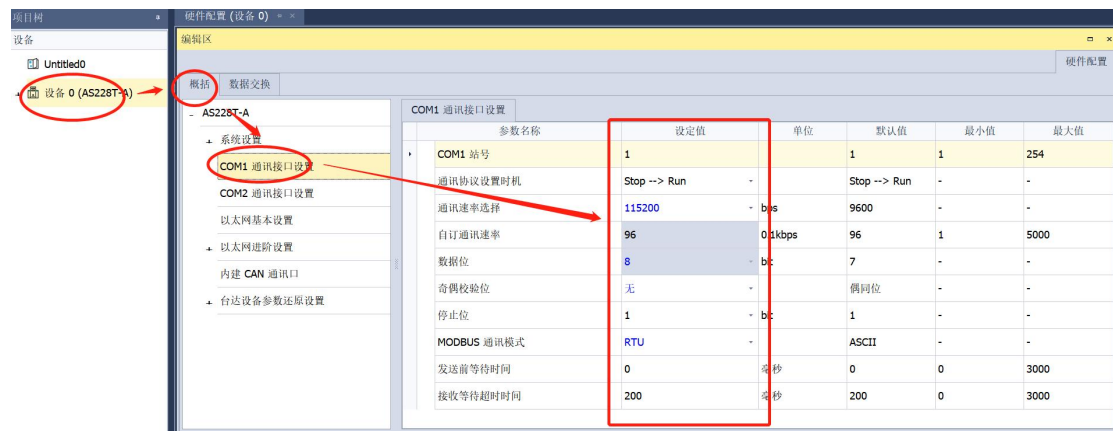 项目树
硬件配置 (设备 0)
设备
编辑区
Untitled0
硬件配置
设备 0 (AS228T-A)
概括
数据交换
AS228T-A
COM1 通讯接口设置
系统设置
COM1 通讯接口设置
COM2 通讯接口设置
以太网基本设置
以太网进阶设置
内建 CAN 通讯口
台达设备参数还原设置
参数名称 设定值 单位 默认值 最小值 最大值
COM1 站号 1 1 1 254
通讯协议设置时机 Stop --> Run Stop --> Run - -
通讯速率选择 115200 bps 9600 - -
自订通讯速率 96 0.1kbps 96 1 5000
数据位 8 bit 7 - -
奇偶校验位 无 偶同位 - -
停止位 1 bit 1 - -
MODBUS 通讯模式 RTU ASCII - -
发送前等待时间 0 毫秒 0 0 3000
接收等待超时时间 200 毫秒 200 0 3000